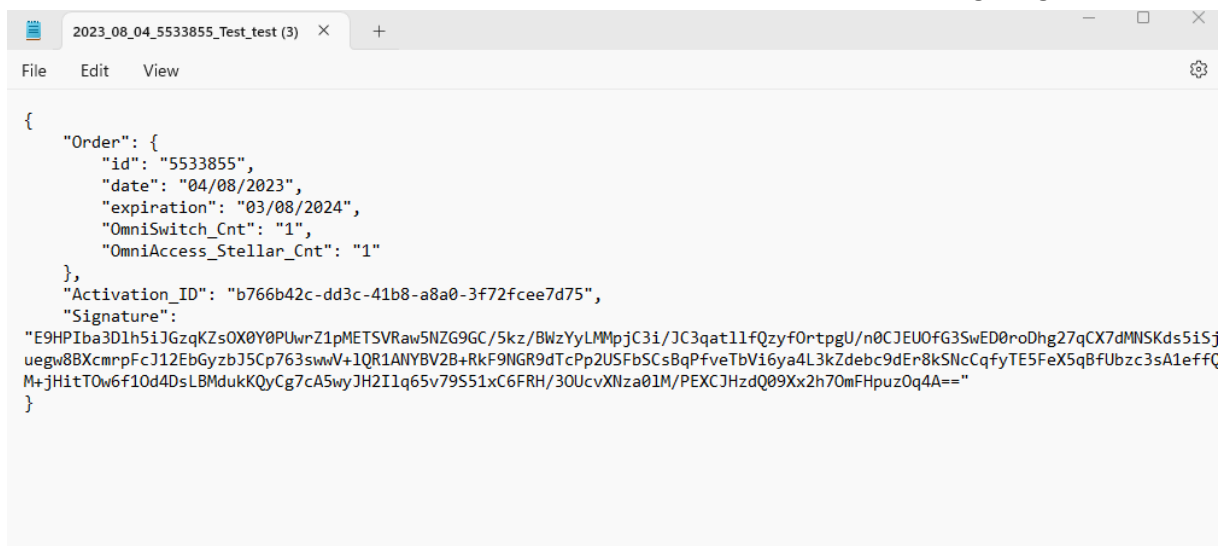 2023_08_04_5533855_Test_test (3)
File Edit View
{
"Order": {
"id": "5533855",
"date": "04/08/2023",
"expiration": "03/08/2024",
"OmniSwitch_Cnt": "1",
"OmniAccess_Stellar_Cnt": "1"
},
"Activation_ID": "b766b42c-dd3c-41b8-a8a0-3f72fcee7d75",
"Signature":
"E9HPIba3Dlh5iJGzqKZsOX0Y0PUwrZ1pMETSVRaw5NZG9GC/5kz/BWzYyLMMpjC3i/JC3qatllfQzyfOrtpgU/n0CJEUOfG3SwED0roDhg27qCX7dMNSKds5iSj
uegw8BXcmrpFcJ12EbGyzbJ5Cp763swwV+lQR1ANYBV2B+RkF9NGR9dTcPp2USFbSCsBqPfveTbVi6ya4L3kZdebc9dEr8kSNcCqfyTE5FeX5qBfUbzc3sA1effQ
M+jHitTOw6f1Od4DsLBMdukKQyCg7cA5wyJH2Ilq65v79S51xC6FRH/3OUcvXNza0lM/PEXCJHzdQ09Xx2h7OmFHpuzOq4A=="
}